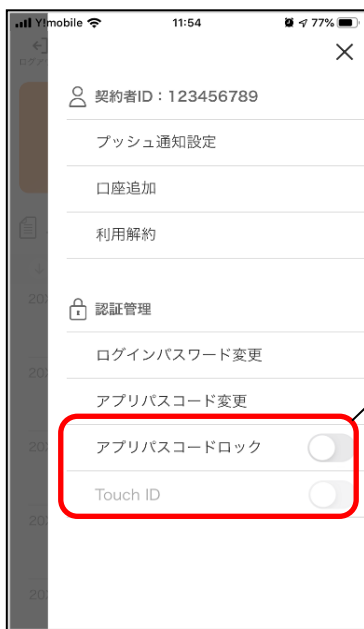 Y!mobile 11:54 77%
契約者ID：123456789
プッシュ通知設定
口座追加
利用解約
認証管理
ログインパスワード変更
アプリパスコード変更
アプリパスコードロック
Touch ID